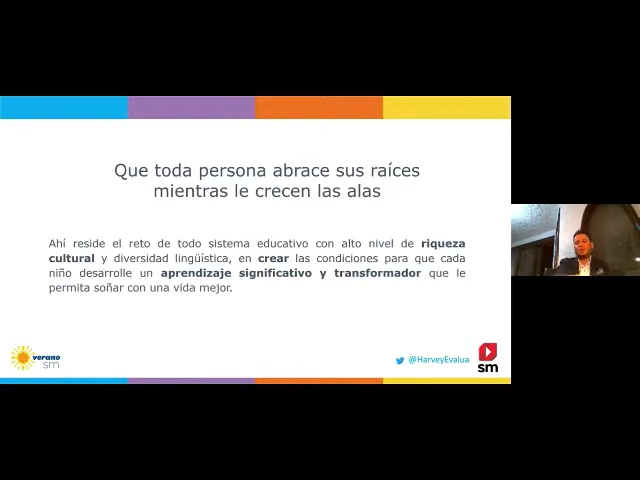 Que toda persona abrace sus raíces
mientras le crecen las alas
Ahí reside el reto de todo sistema educativo con alto nivel de riqueza
cultural y diversidad lingüística, en crear las condiciones para que cada
niño desarrolle un aprendizaje significativo y transformador que le
permita soñar con una vida mejor.
verano
sm
@HarveyEvalua
sm